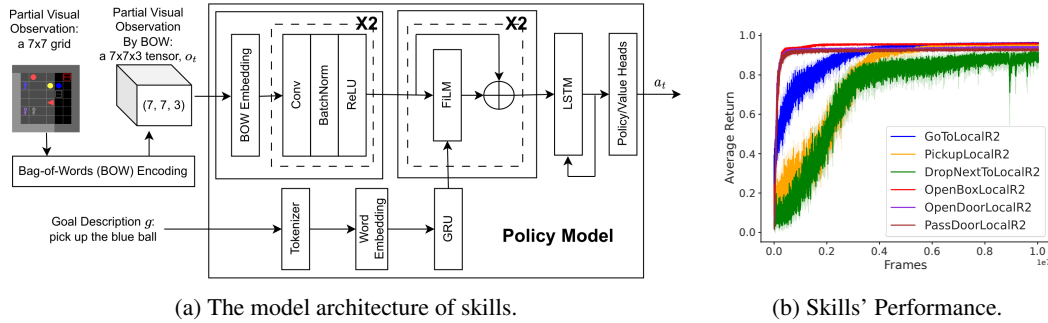 Partial Visual
Observation:
a 7x7 grid
Partial Visual
Observation
By BOW:
a 7x7x3 tensor, o_t
(7, 7, 3)
Bag-of-Words (BOW) Encoding
Goal Description g:
pick up the blue ball
BOW Embedding
X2
Conv
BatchNorm
ReLU
X2
FiLM
LSTM
Policy/Value Heads
a_t
Tokenizer
Word
Embedding
GRU
Policy Model
(a) The model architecture of skills.
Average Return
1.0
0.8
0.6
0.4
0.2
0.0
GoToLocalR2
PickupLocalR2
DropNextToLocalR2
OpenBoxLocalR2
OpenDoorLocalR2
PassDoorLocalR2
0.0 0.2 0.4 0.6 0.8 1.0
Frames
1e7
(b) Skills' Performance.